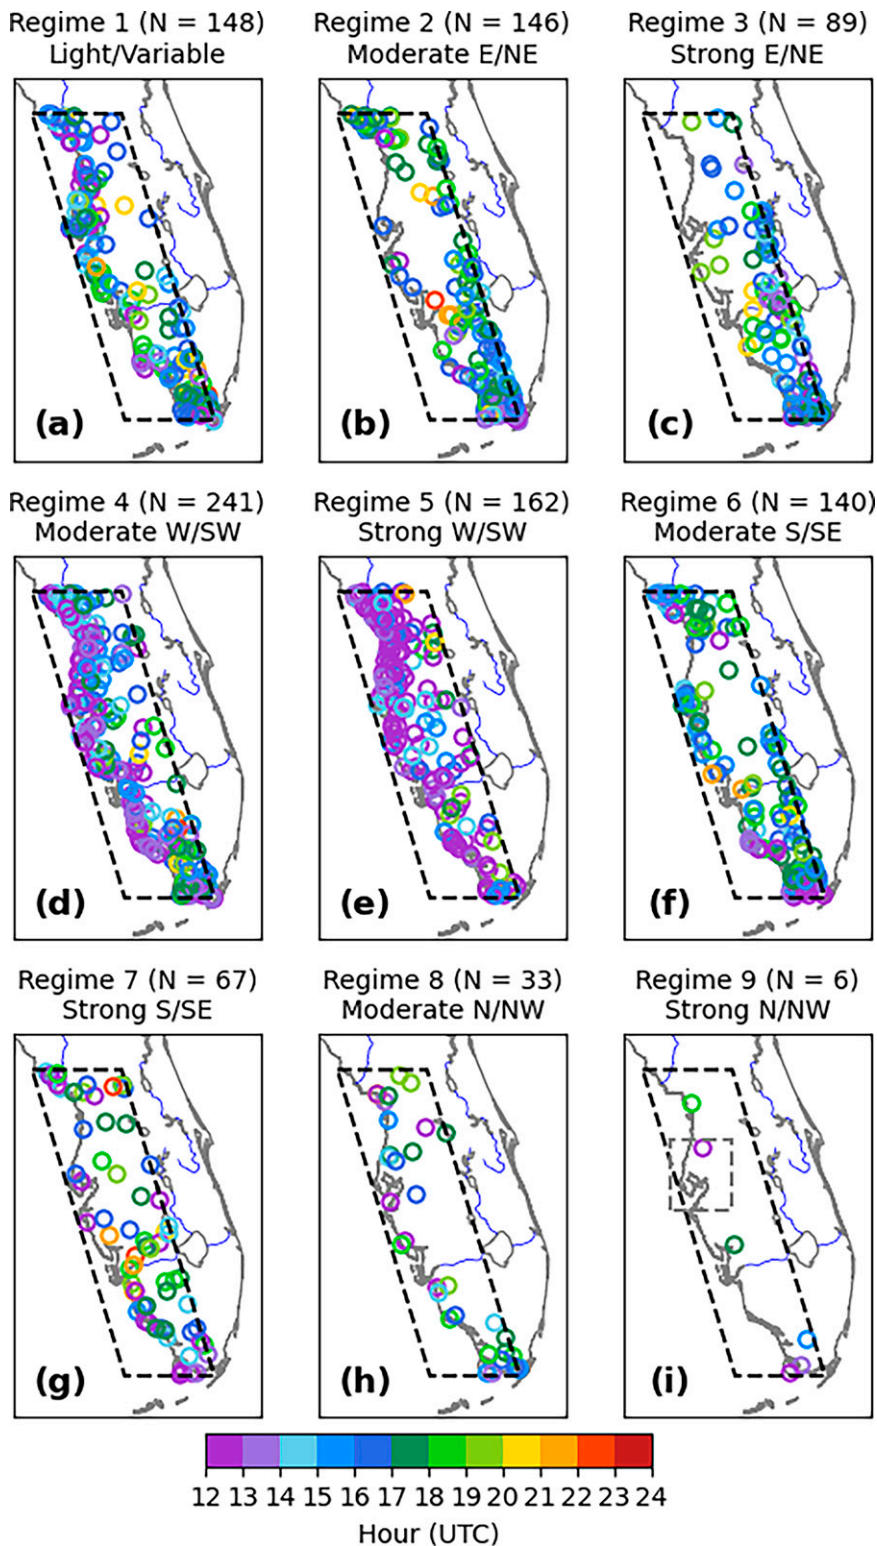 Regime 1 (N = 148)
Light/Variable
Regime 2 (N = 146)
Moderate E/NE
Regime 3 (N = 89)
Strong E/NE
(a)
(b)
(c)
Regime 4 (N = 241)
Moderate W/SW
Regime 5 (N = 162)
Strong W/SW
Regime 6 (N = 140)
Moderate S/SE
(d)
(e)
(f)
Regime 7 (N = 67)
Strong S/SE
Regime 8 (N = 33)
Moderate N/NW
Regime 9 (N = 6)
Strong N/NW
(g)
(h)
(i)
12 13 14 15 16 17 18 19 20 21 22 23 24
Hour (UTC)